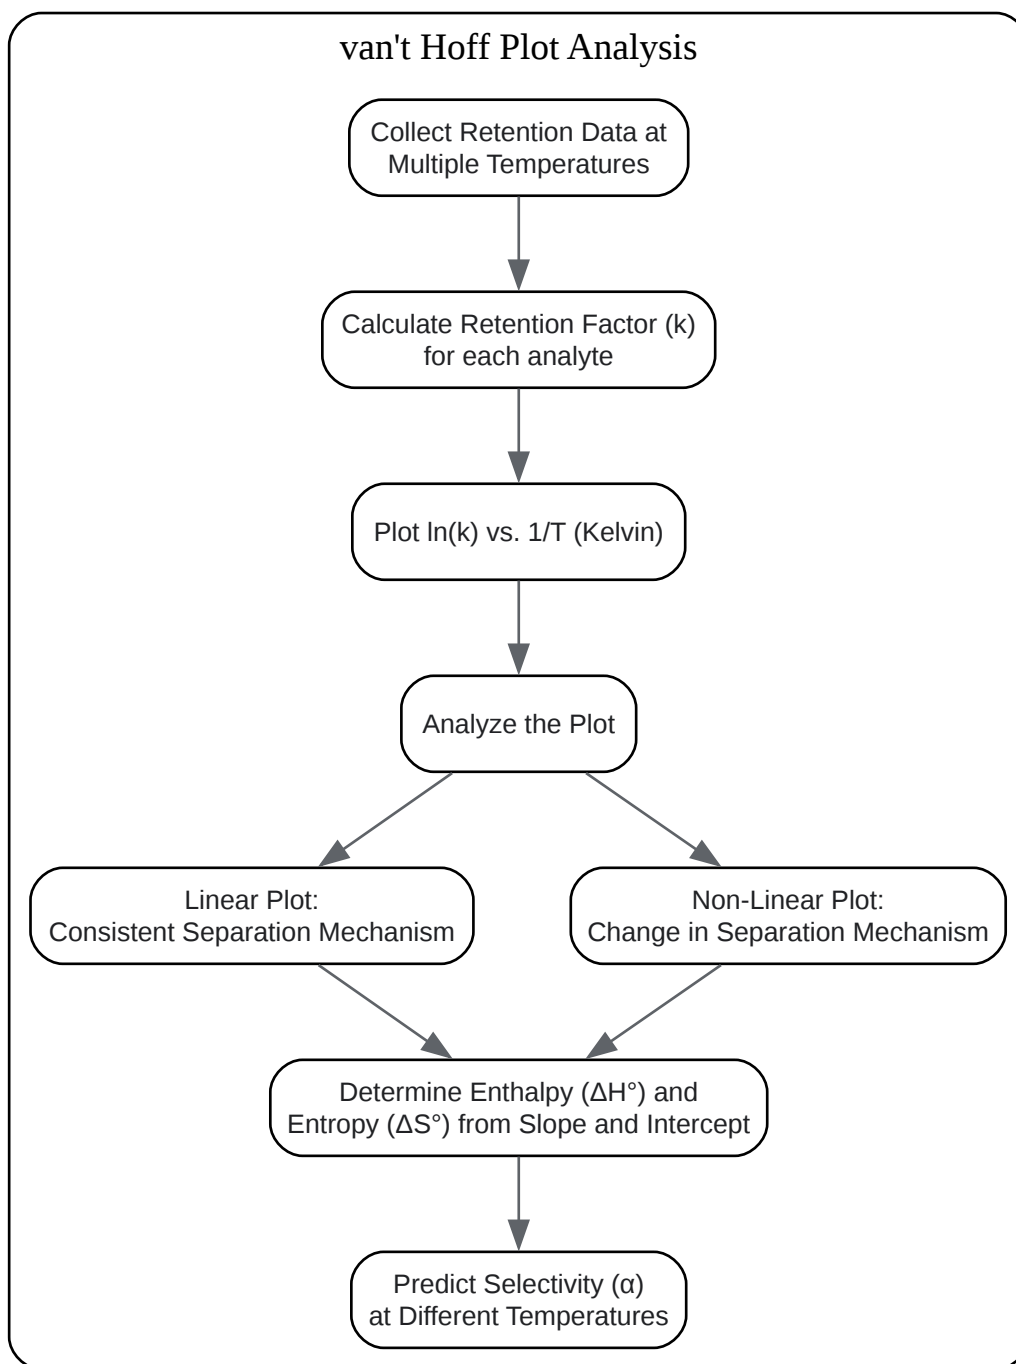 van't Hoff Plot Analysis
Collect Retention Data at
Multiple Temperatures
Calculate Retention Factor (k)
for each analyte
Plot ln(k) vs. 1/T (Kelvin)
Analyze the Plot
Linear Plot:
Consistent Separation Mechanism
Non-Linear Plot:
Change in Separation Mechanism
Determine Enthalpy (ΔH°) and
Entropy (ΔS°) from Slope and Intercept
Predict Selectivity (α)
at Different Temperatures